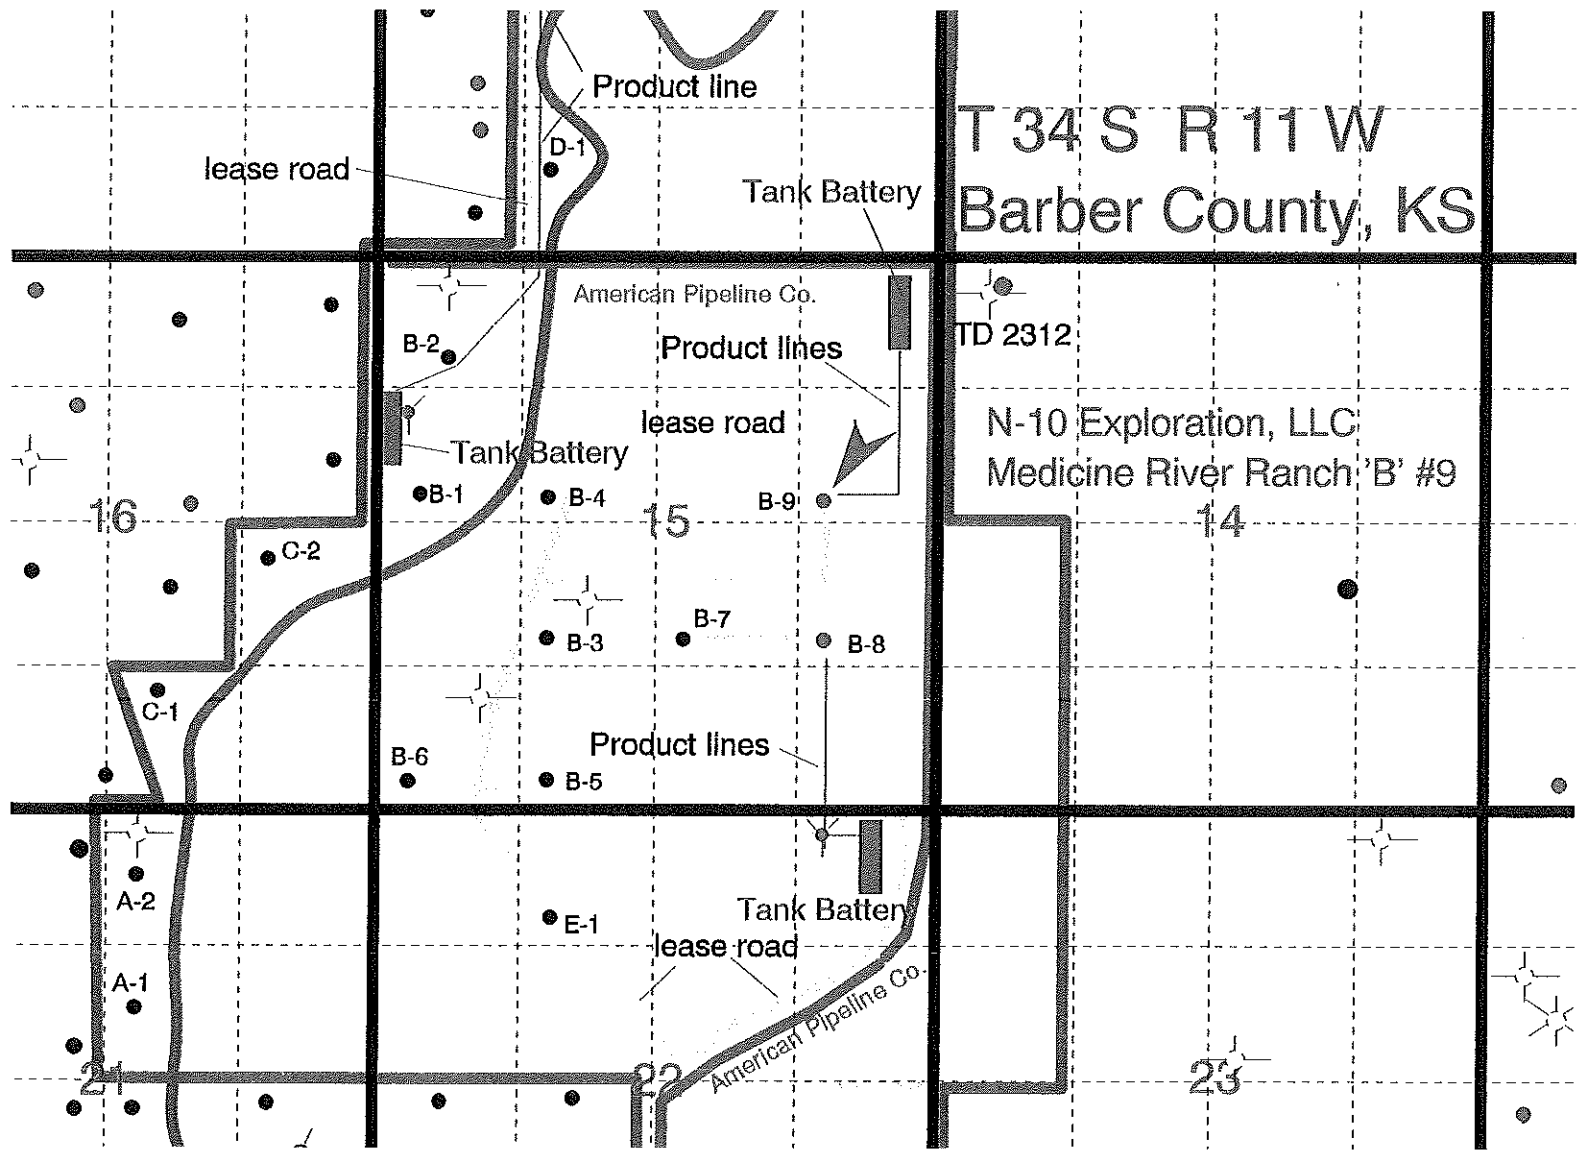 Product line
T 34 S R 11 W
D-1
lease road
Tank Battery
Barber County, KS
American Pipeline Co.
TD 2312
B-2
Product lines
lease road
N-10 Exploration, LLC
Tank Battery
Medicine River Ranch 'B' #9
B-1
B-4
B-9
16
15
14
C-2
B-7
B-3
B-8
C-1
Product lines
B-6
B-5
A-2
Tank Battery
E-1
lease road
A-1
American Pipeline Co.
21
22
23